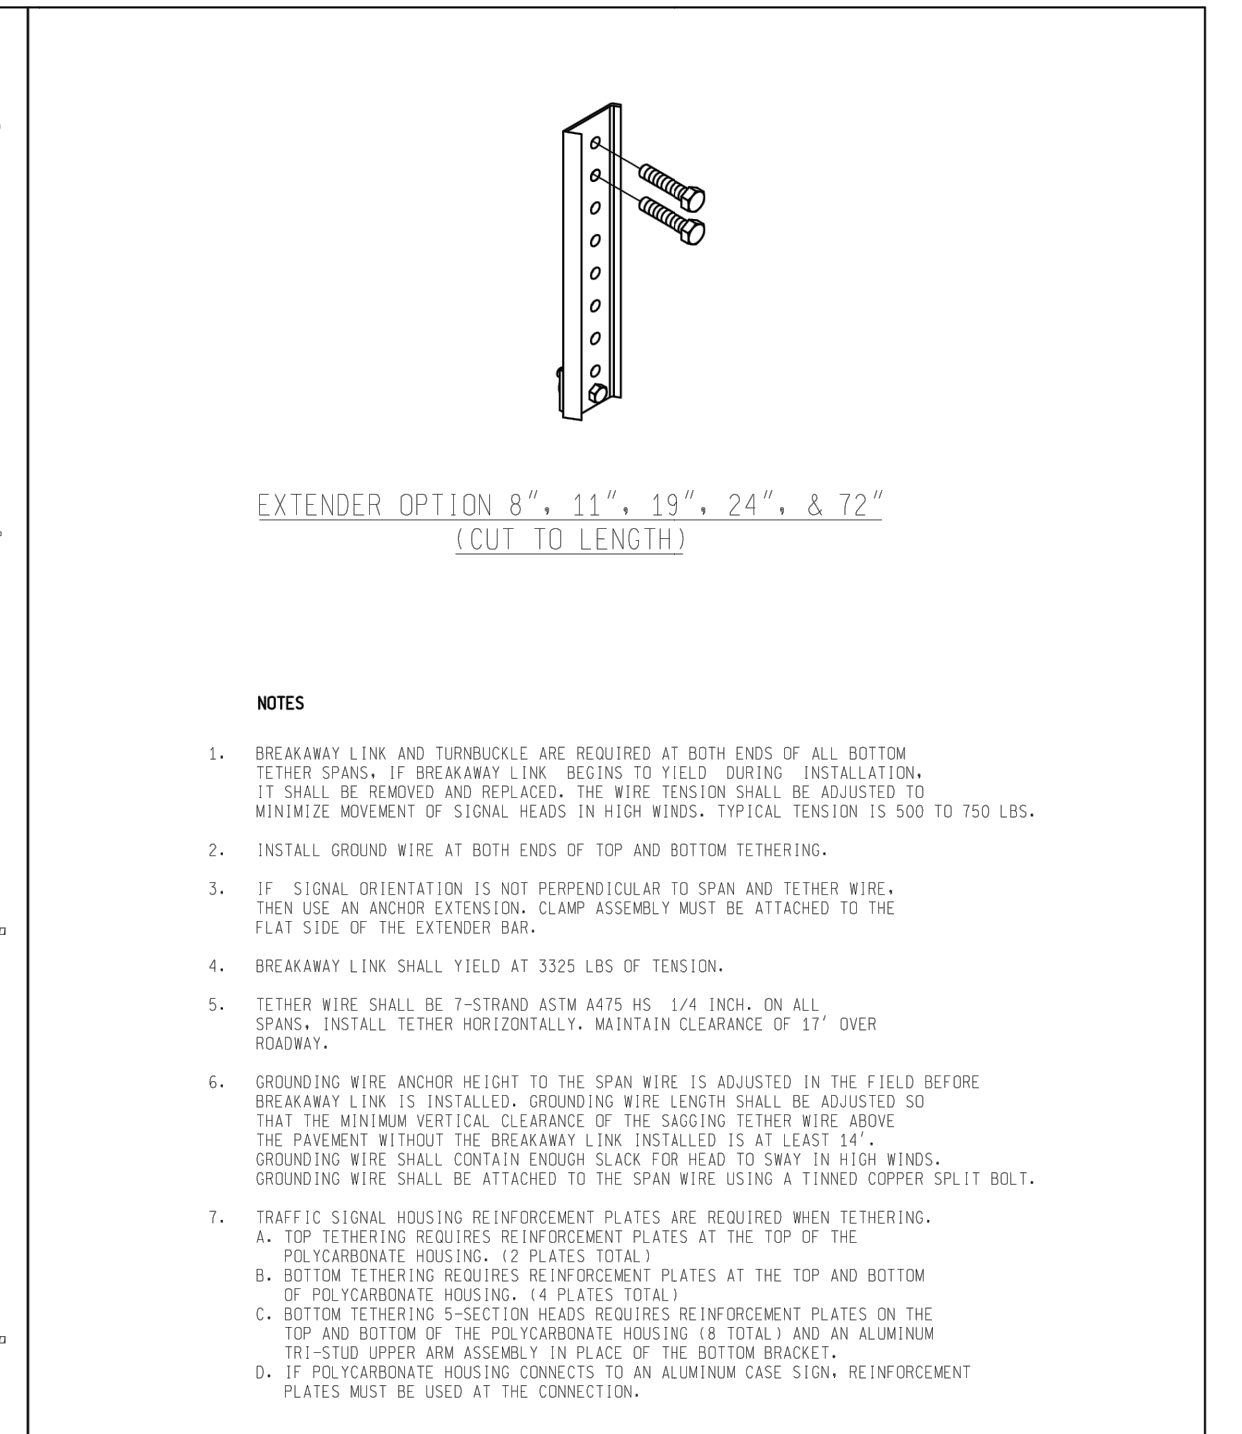 EXTENDER OPTION 8", 11", 19", 24", & 72"
(CUT TO LENGTH)
NOTES
1. BREAKAWAY LINK AND TURNBUCKLE ARE REQUIRED AT BOTH ENDS OF ALL BOTTOM
TETHER SPANS, IF BREAKAWAY LINK BEGINS TO YIELD DURING INSTALLATION,
IT SHALL BE REMOVED AND REPLACED. THE WIRE TENSION SHALL BE ADJUSTED TO
MINIMIZE MOVEMENT OF SIGNAL HEADS IN HIGH WINDS. TYPICAL TENSION IS 500 TO 750 LBS.
2. INSTALL GROUND WIRE AT BOTH ENDS OF TOP AND BOTTOM TETHERING.
3. IF SIGNAL ORIENTATION IS NOT PERPENDICULAR TO SPAN AND TETHER WIRE,
THEN USE AN ANCHOR EXTENSION. CLAMP ASSEMBLY MUST BE ATTACHED TO THE
FLAT SIDE OF THE EXTENDER BAR.
4. BREAKAWAY LINK SHALL YIELD AT 3325 LBS OF TENSION.
5. TETHER WIRE SHALL BE 7-STRAND ASTM A475 HS 1/4 INCH. ON ALL
SPANS, INSTALL TETHER HORIZONTALLY. MAINTAIN CLEARANCE OF 17' OVER
ROADWAY.
6. GROUNDING WIRE ANCHOR HEIGHT TO THE SPAN WIRE IS ADJUSTED IN THE FIELD BEFORE
BREAKAWAY LINK IS INSTALLED. GROUNDING WIRE LENGTH SHALL BE ADJUSTED SO
THAT THE MINIMUM VERTICAL CLEARANCE OF THE SAGGING TETHER WIRE ABOVE
THE PAVEMENT WITHOUT THE BREAKAWAY LINK INSTALLED IS AT LEAST 14'.
GROUNDING WIRE SHALL CONTAIN ENOUGH SLACK FOR HEAD TO SWAY IN HIGH WINDS.
GROUNDING WIRE SHALL BE ATTACHED TO THE SPAN WIRE USING A TINNED COPPER SPLIT BOLT.
7. TRAFFIC SIGNAL HOUSING REINFORCEMENT PLATES ARE REQUIRED WHEN TETHERING.
A. TOP TETHERING REQUIRES REINFORCEMENT PLATES AT THE TOP OF THE
POLYCARBONATE HOUSING. (2 PLATES TOTAL)
B. BOTTOM TETHERING REQUIRES REINFORCEMENT PLATES AT THE TOP AND BOTTOM
OF POLYCARBONATE HOUSING. (4 PLATES TOTAL)
C. BOTTOM TETHERING 5-SECTION HEADS REQUIRES REINFORCEMENT PLATES ON THE
TOP AND BOTTOM OF THE POLYCARBONATE HOUSING (8 TOTAL) AND AN ALUMINUM
TRI-STUD UPPER ARM ASSEMBLY IN PLACE OF THE BOTTOM BRACKET.
D. IF POLYCARBONATE HOUSING CONNECTS TO AN ALUMINUM CASE SIGN, REINFORCEMENT
PLATES MUST BE USED AT THE CONNECTION.